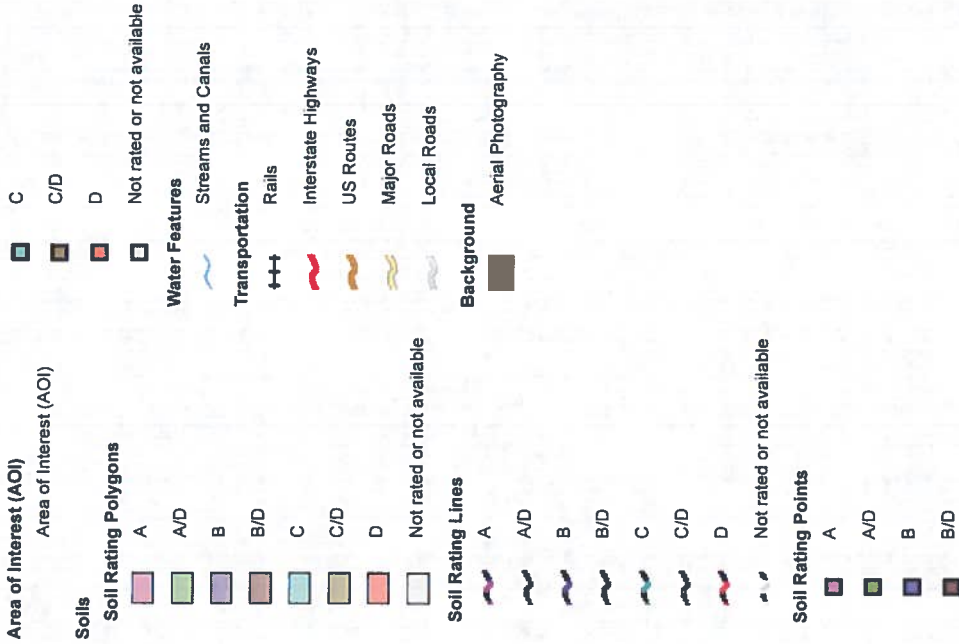 Area of Interest (AOI)
Area of Interest (AOI)
Soils
Soil Rating Polygons
A
A/D
B
B/D
C
C/D
D
Not rated or not available
Soil Rating Lines
A
A/D
B
B/D
C
C/D
D
Not rated or not available
Soil Rating Points
A
A/D
B
B/D
C
C/D
D
Not rated or not available
Water Features
Streams and Canals
Transportation
Rails
Interstate Highways
US Routes
Major Roads
Local Roads
Background
Aerial Photography